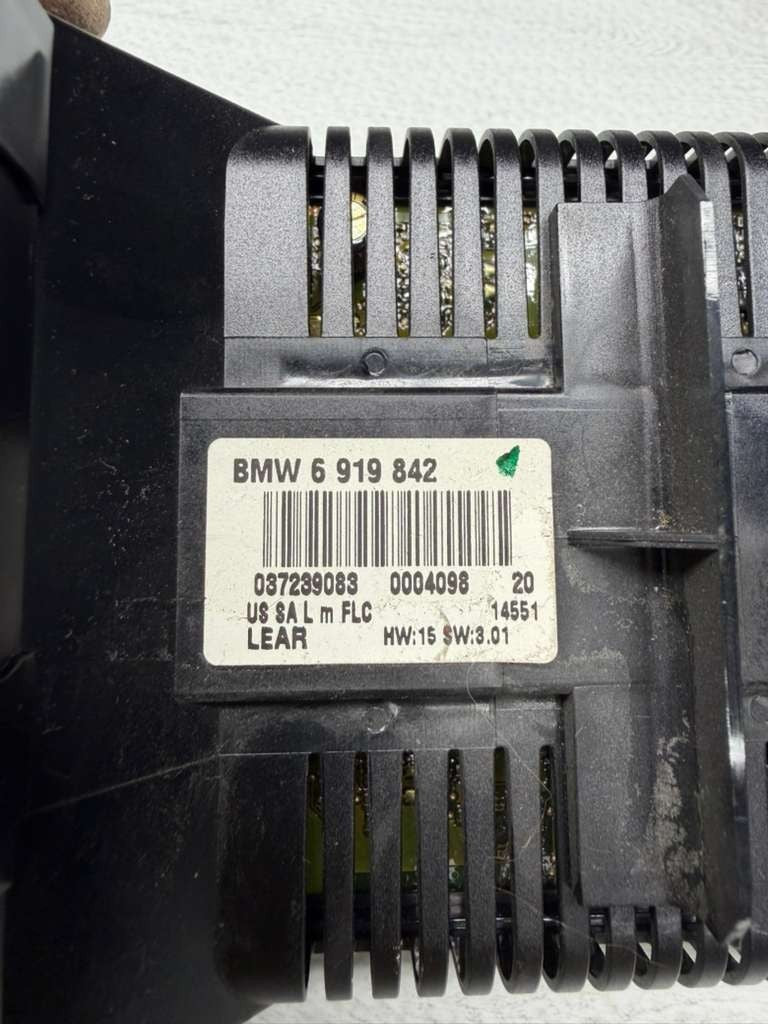 BMW 6 919 842
037239083 0004098 20
US SA L m FLC 14551
LEAR HW:15 SW:3.01